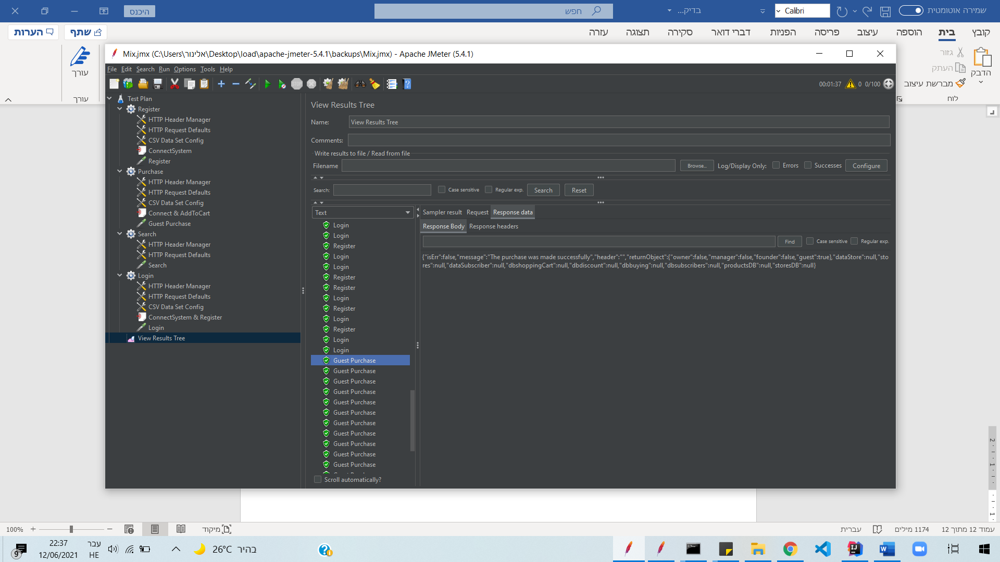 היכנס
חפש
בדיק...
Calibri
שמירה אוטומטית
קובץ
בית
הוספה
עיצוב
פריסה
הפניות
דברי דואר
סקירה
תצוגה
עזרה
שתף
הערות
הדבק
גזור
העתק
מברשת עיצוב
לוח
עורך
עורך
Mix.jmx (C:\Users\אלינור\Desktop\load\apache-jmeter-5.4.1\backups\Mix.jmx) - Apache JMeter (5.4.1)
File Edit Search Run Options Tools Help
00:01:37 0 0/100
Test Plan
Register
HTTP Header Manager
HTTP Request Defaults
CSV Data Set Config
ConnectSystem
Register
Purchase
HTTP Header Manager
HTTP Request Defaults
CSV Data Set Config
Connect & AddToCart
Guest Purchase
Search
HTTP Header Manager
HTTP Request Defaults
Search
Login
HTTP Header Manager
HTTP Request Defaults
CSV Data Set Config
ConnectSystem & Register
Login
View Results Tree
View Results Tree
Name: View Results Tree
Comments:
Write results to file / Read from file
Filename Browse... Log/Display Only: Errors Successes Configure
Search: Case sensitive Regular exp. Search Reset
Text
Login
Login
Register
Login
Login
Register
Register
Login
Register
Login
Register
Login
Login
Guest Purchase
Guest Purchase
Guest Purchase
Guest Purchase
Guest Purchase
Guest Purchase
Guest Purchase
Guest Purchase
Guest Purchase
Guest Purchase
Guest Purchase
Scroll automatically?
Sampler result Request Response data
Response Body Response headers
Find Case sensitive Regular exp.
{"isErr":false,"message":"The purchase was made successfully","header":"","returnObject":{"owner":false,"manager":false,"founder":false,"guest":true},"dataStore":null,"sto
res":null,"dataSubscriber":null,"dbshoppingCart":null,"dbdiscount":null,"dbbuying":null,"dbsubscribers":null,"productsDB":null,"storesDB":null}
2
1
1
עמוד 12 מתוך 12
1174 מילים
עברית
מיקוד
100%
9
22:37
12/06/2021
עבר
HE
26°C בהיר